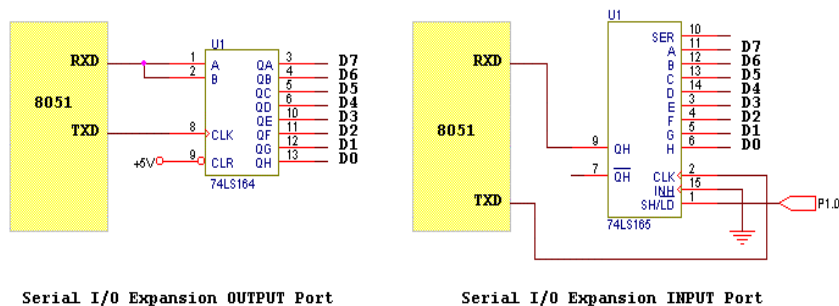 U1
RXD
1
A
QA
3
D7
2
B
QB
4
D6
QC
5
D5
8051
QD
6
D4
QE
10
D3
TXD
8
CLK
QF
11
D2
QG
12
D1
+5V
9
CLR
QH
13
D0
74LS164
Serial I/O Expansion OUTPUT Port
U1
SER
10
A
11
D7
RXD
B
12
D6
C
13
D5
D
14
D4
E
3
D3
8051
F
4
D2
G
5
D1
9
QH
H
6
D0
7
QH
CLK
2
INH
15
TXD
SH/LD
1
P1.0
74LS165
Serial I/O Expansion INPUT Port